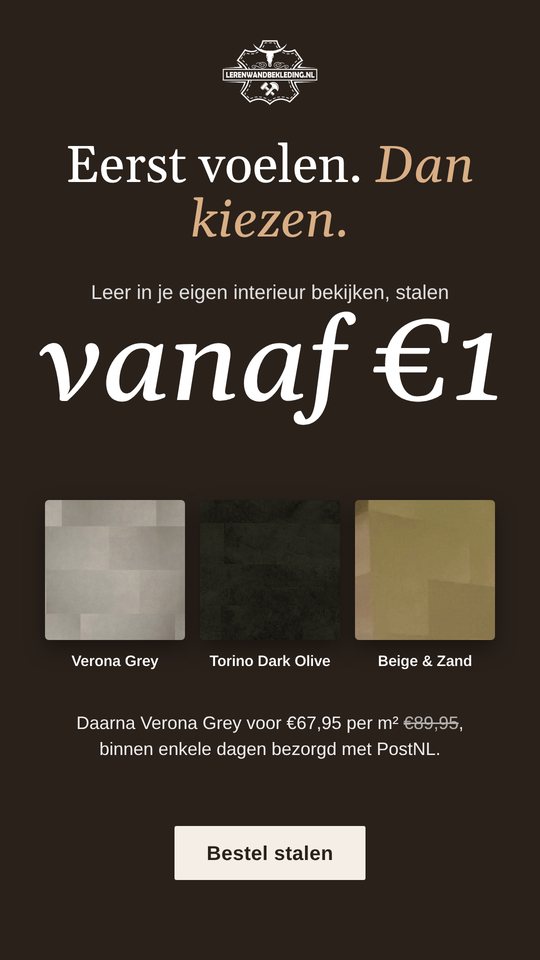 LERENWANDBEKLEDING.NL
Eerst voelen. Dan
kiezen.
Leer in je eigen interieur bekijken, stalen
vanaf €1
Verona Grey
Torino Dark Olive
Beige & Zand
Daarna Verona Grey voor €67,95 per m² €89,95,
binnen enkele dagen bezorgd met PostNL.
Bestel stalen